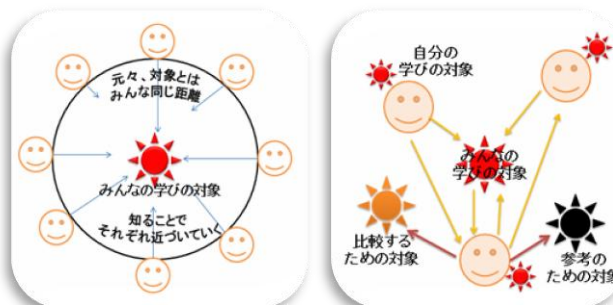 元々、対象とは
みんな同じ距離
みんなの学びの対象
知ることで
それぞれ近づいていく
自分の
学びの対象
みんなの
学びの対象
比較する
ための対象
参考の
ための対象